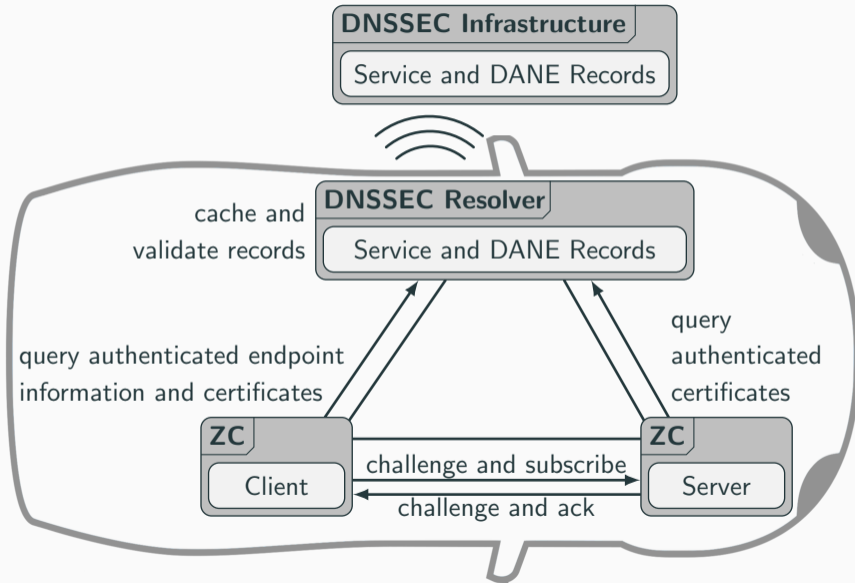 DNSSEC Infrastructure
Service and DANE Records
DNSSEC Resolver
Service and DANE Records
cache and
validate records
query authenticated endpoint
information and certificates
query
authenticated
certificates
ZC
Client
challenge and subscribe
challenge and ack
ZC
Server